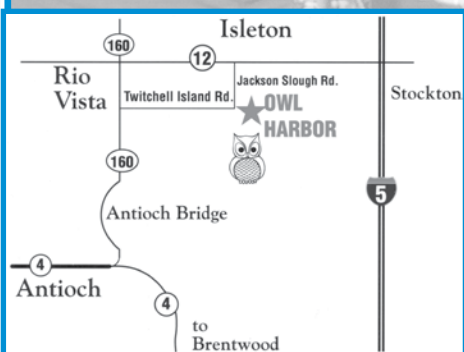 Isleton
160
12
Rio
Vista
Jackson Slough Rd.
Twitchell Island Rd.
Stockton
OWL
HARBOR
160
5
Antioch Bridge
4
Antioch
4
to
Brentwood